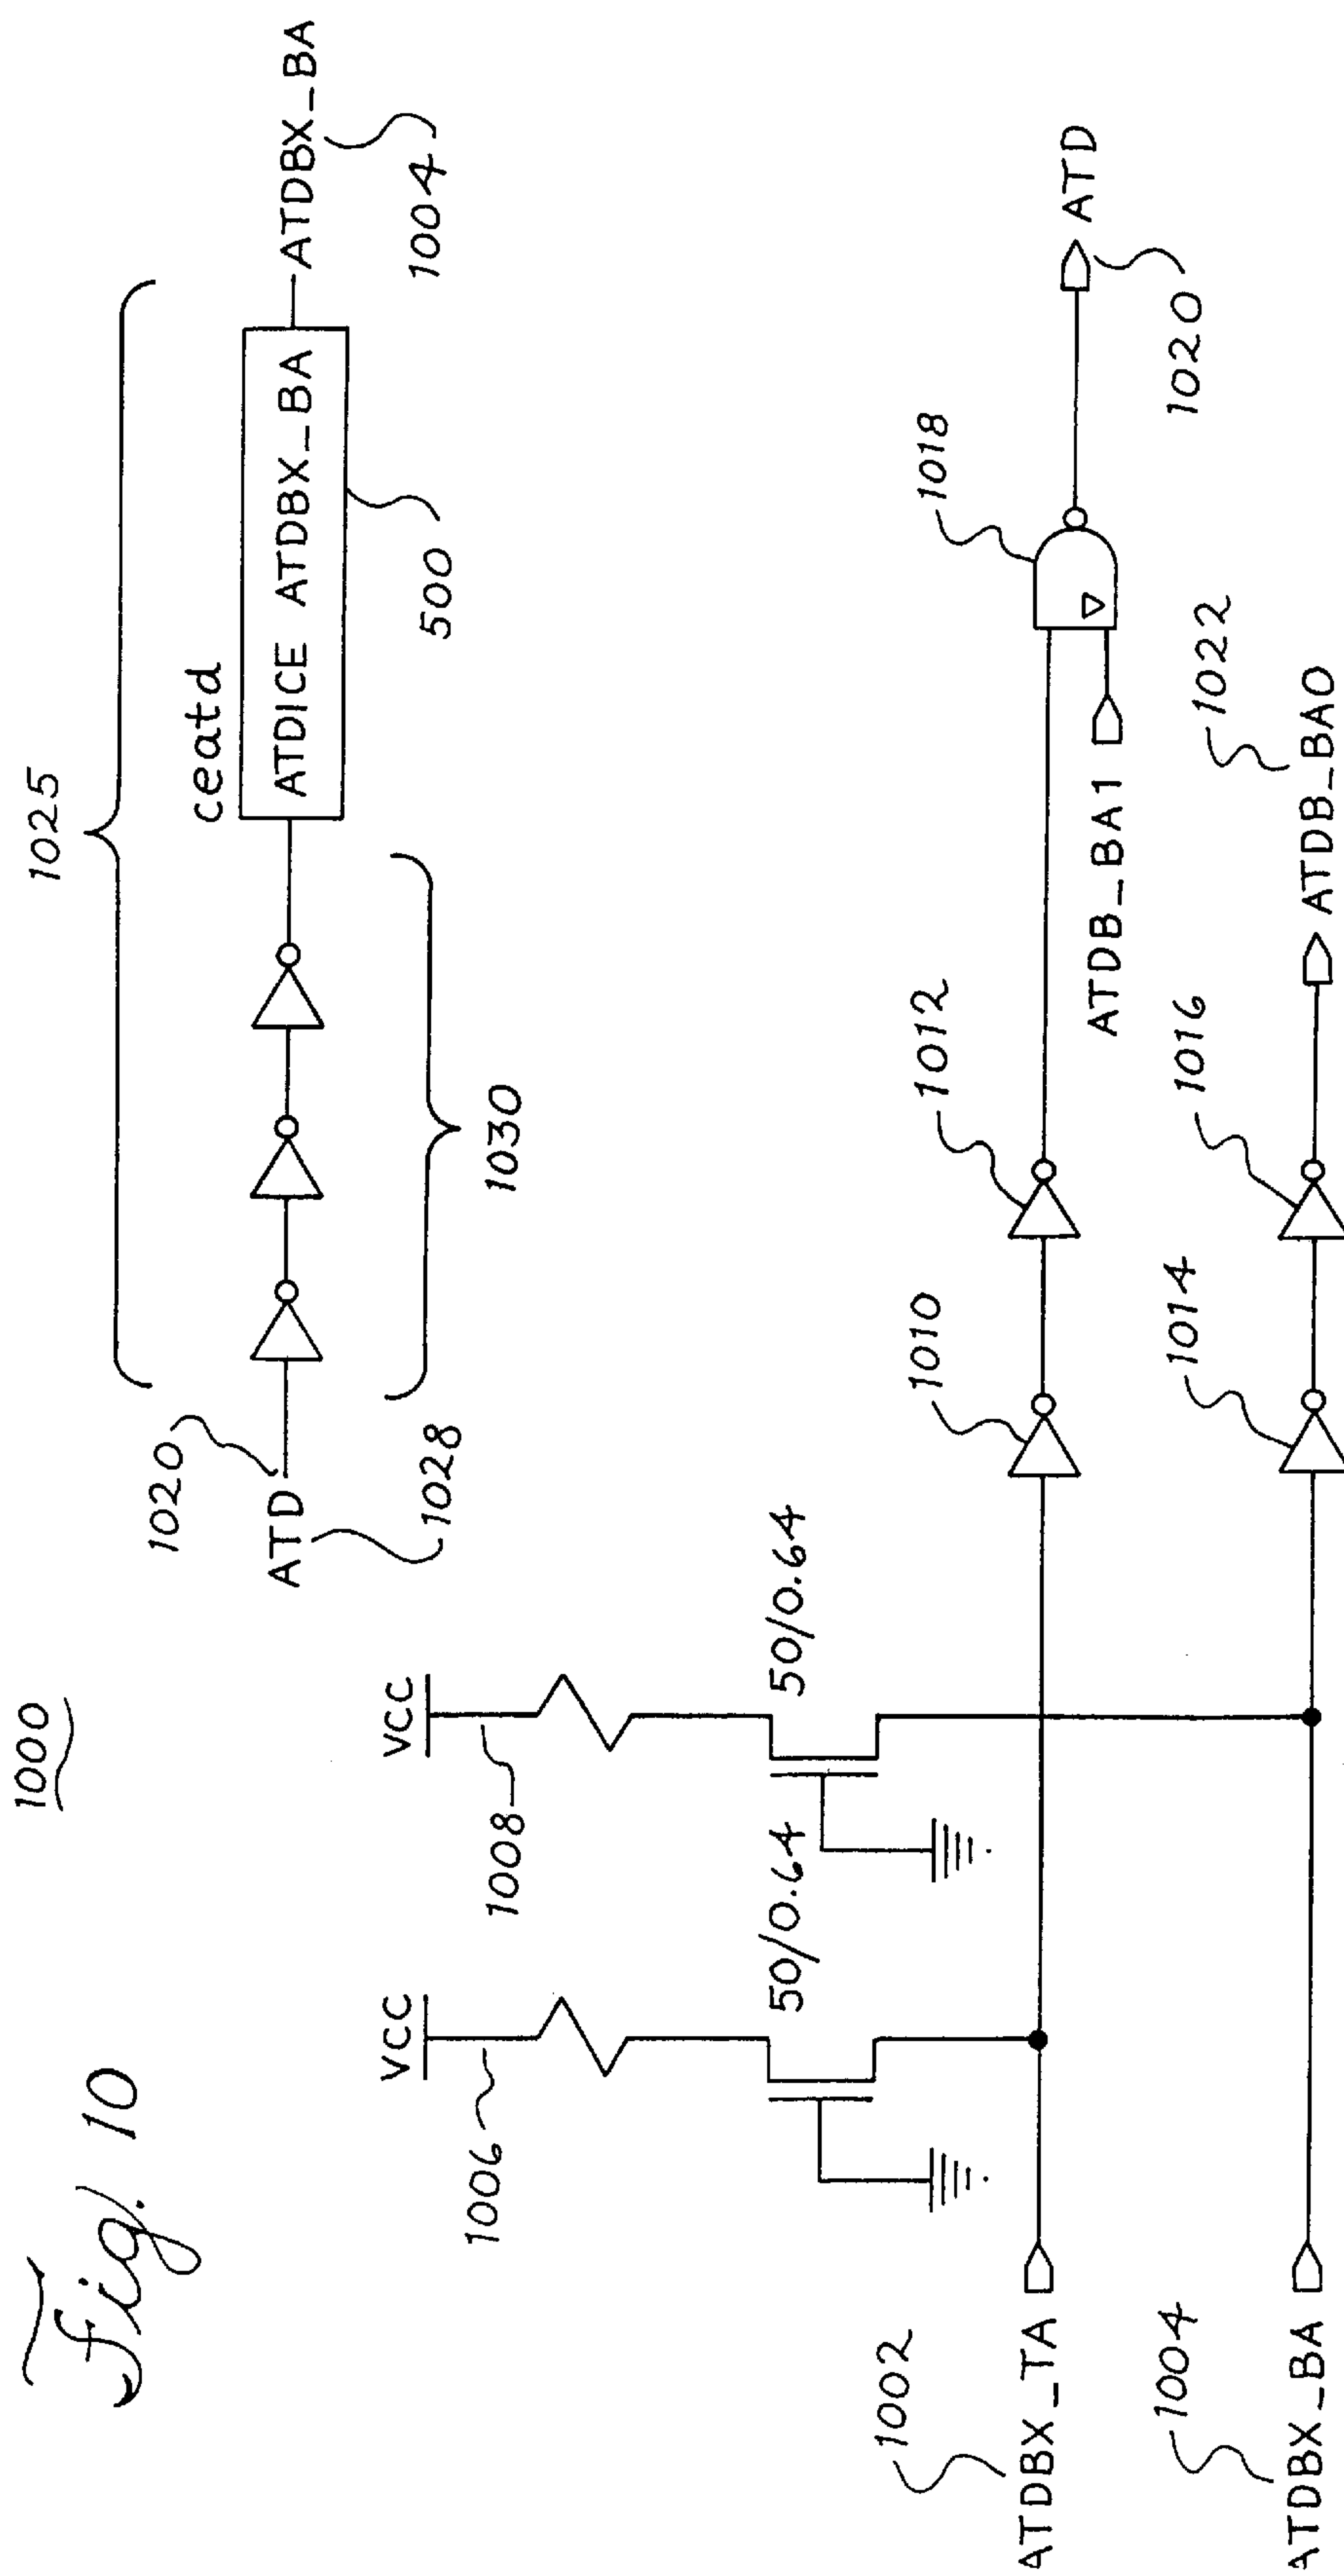 Fig. 10
1000
1025
1020
ATD
1028
1030
ceatd
ATDICE ATDBX_BA
500
ATDBX_BA
1004
VCC
1006
50/0.64
VCC
1008
50/0.64
1002
ATDBX_TA
1010
1012
1018
ATDB_BA1
ATD
1020
1004
ATDBX_BA
1014
1016
1022
ATDB_BA0